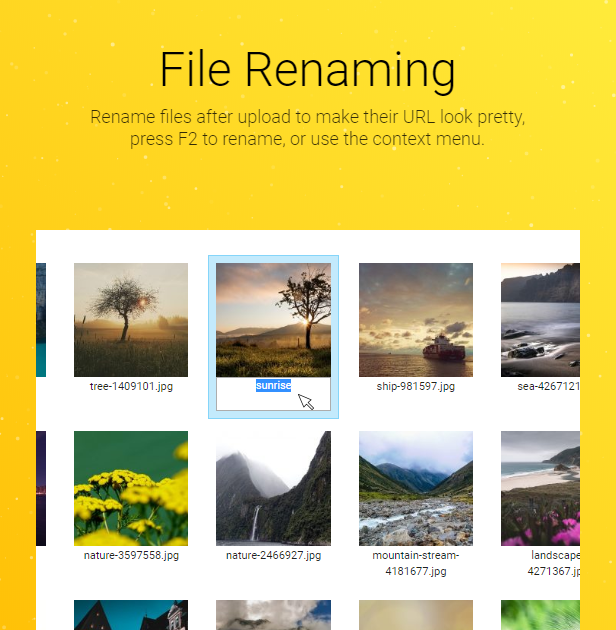 File Renaming
Rename files after upload to make their URL look pretty,
press F2 to rename, or use the context menu.
tree-1409101.jpg
sunrise
ship-981597.jpg
sea-4267121
nature-3597558.jpg
nature-2466927.jpg
mountain-stream-
4181677.jpg
landscape
4271367.jp